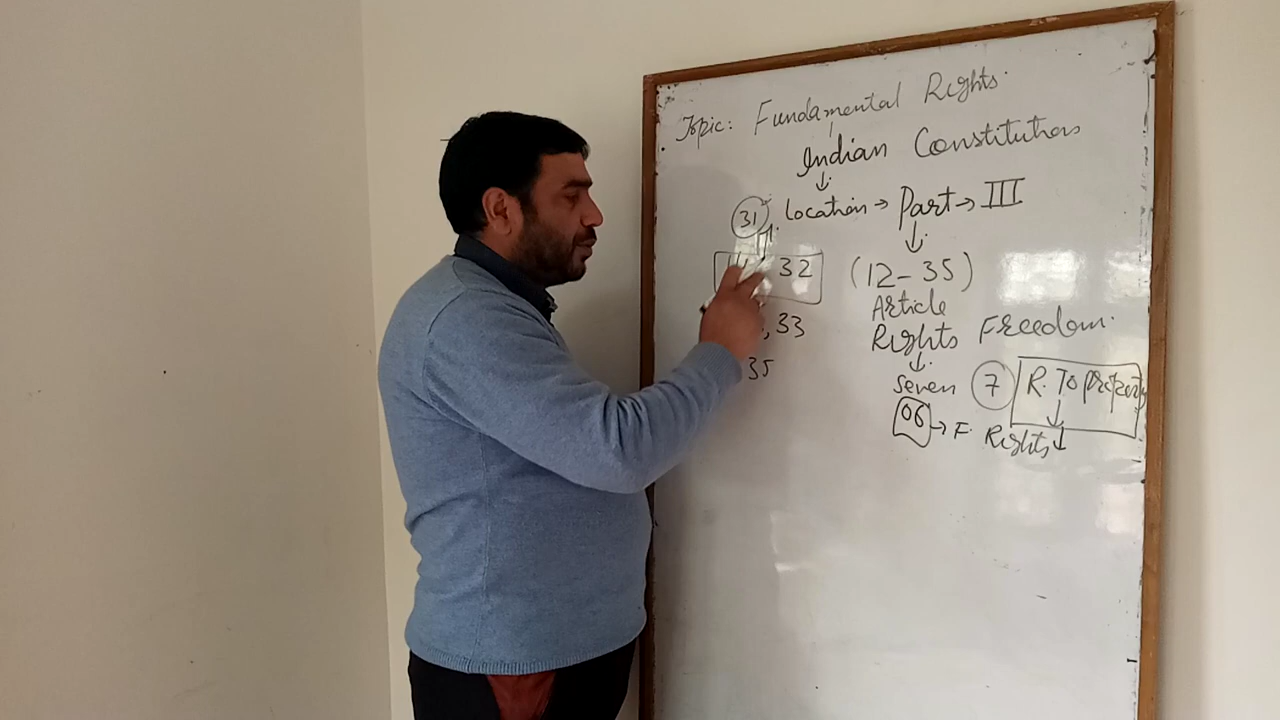 Topic: Fundamental Rights
Indian Constitution
31 Location → Part → III
32 (12-35)
Article
, 33 Rights Freedom.
35
Seven 7 R. To property
06 → F. Rights